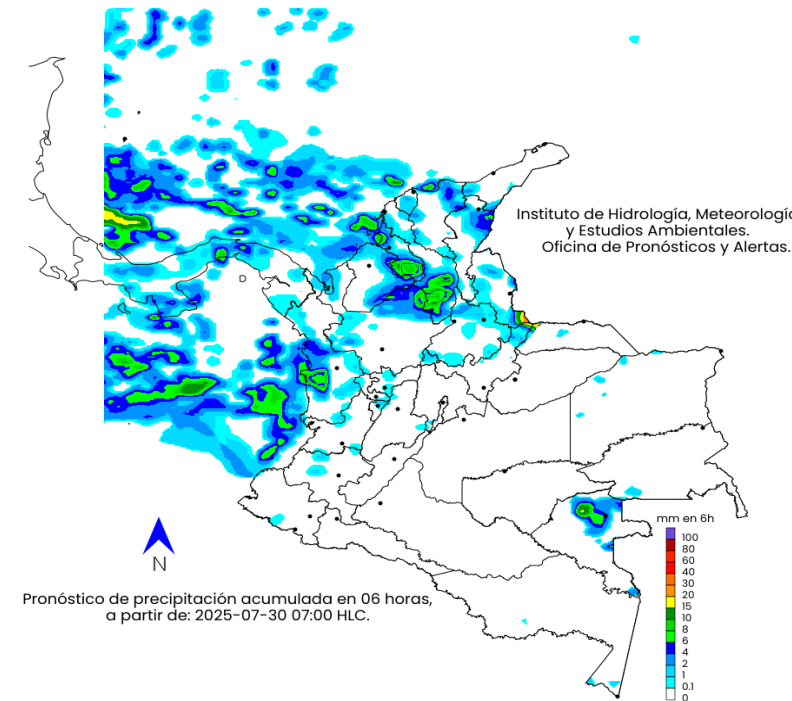 Instituto de Hidrología, Meteorología
y Estudios Ambientales.
Oficina de Pronósticos y Alertas.
mm en 6h
100
80
60
40
30
20
15
10
8
6
4
2
1
0.1
0
N
Pronóstico de precipitación acumulada en 06 horas,
a partir de: 2025-07-30 07:00 HLC.